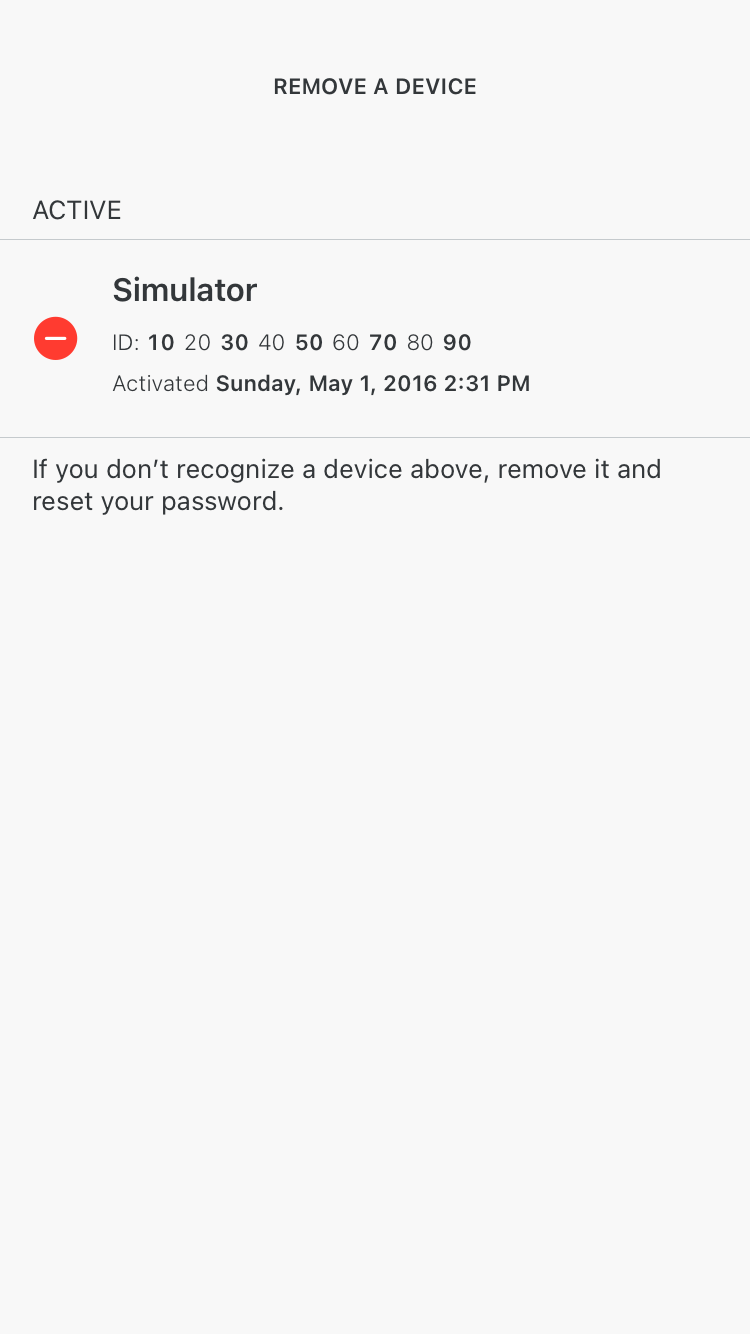 REMOVE A DEVICE
ACTIVE
Simulator
ID: 10 20 30 40 50 60 70 80 90
Activated Sunday, May 1, 2016 2:31 PM
If you don’t recognize a device above, remove it and
reset your password.